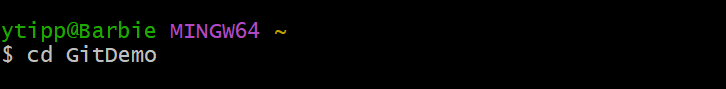 ytipp@Barbie MINGW64 ~
$ cd GitDemo